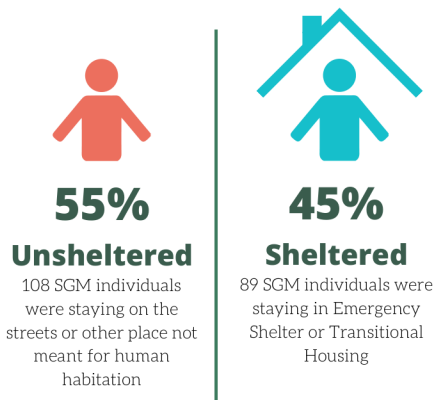 55%
Unsheltered
108 SGM individuals
were staying on the
streets or other place not
meant for human
habitation
45%
Sheltered
89 SGM individuals were
staying in Emergency
Shelter or Transitional
Housing